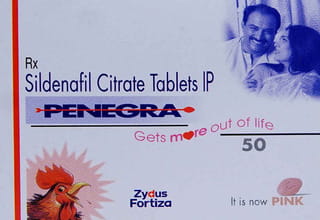 Rx
Sildenafil Citrate Tablets IP
PENEGRA
Gets more out of life
50
Zydus
Fortiza
It is now PINK